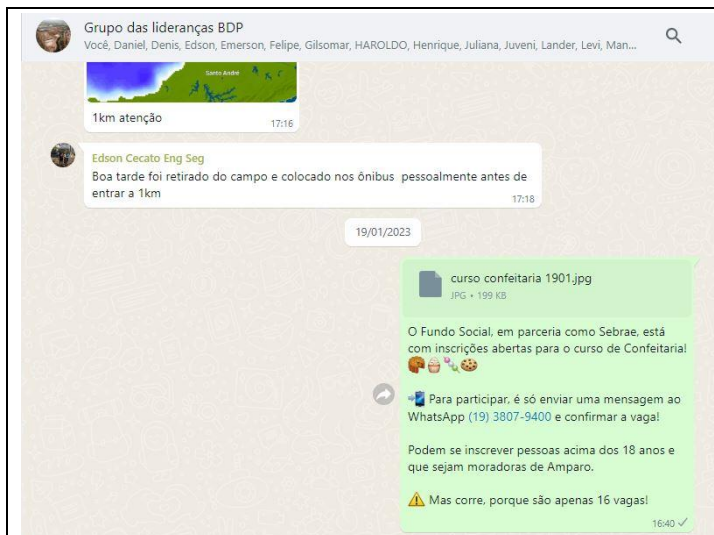 Grupo das lideranças BDP
Você, Daniel, Denis, Edson, Emerson, Felipe, Gilsomar, HAROLDO, Henrique, Juliana, Juveni, Lander, Levi, Man...
Santo André
1km atenção
17:16
Edson Cecato Eng Seg
Boa tarde foi retirado do campo e colocado nos ônibus pessoalmente antes de
entrar a 1km
17:18
19/01/2023
curso confeitaria 1901.jpg
JPG • 199 KB
O Fundo Social, em parceria como Sebrae, está
com inscrições abertas para o curso de Confeitaria!
Para participar, é só enviar uma mensagem ao
WhatsApp (19) 3807-9400 e confirmar a vaga!
Podem se inscrever pessoas acima dos 18 anos e
que sejam moradoras de Amparo.
Mas corre, porque são apenas 16 vagas!
16:40